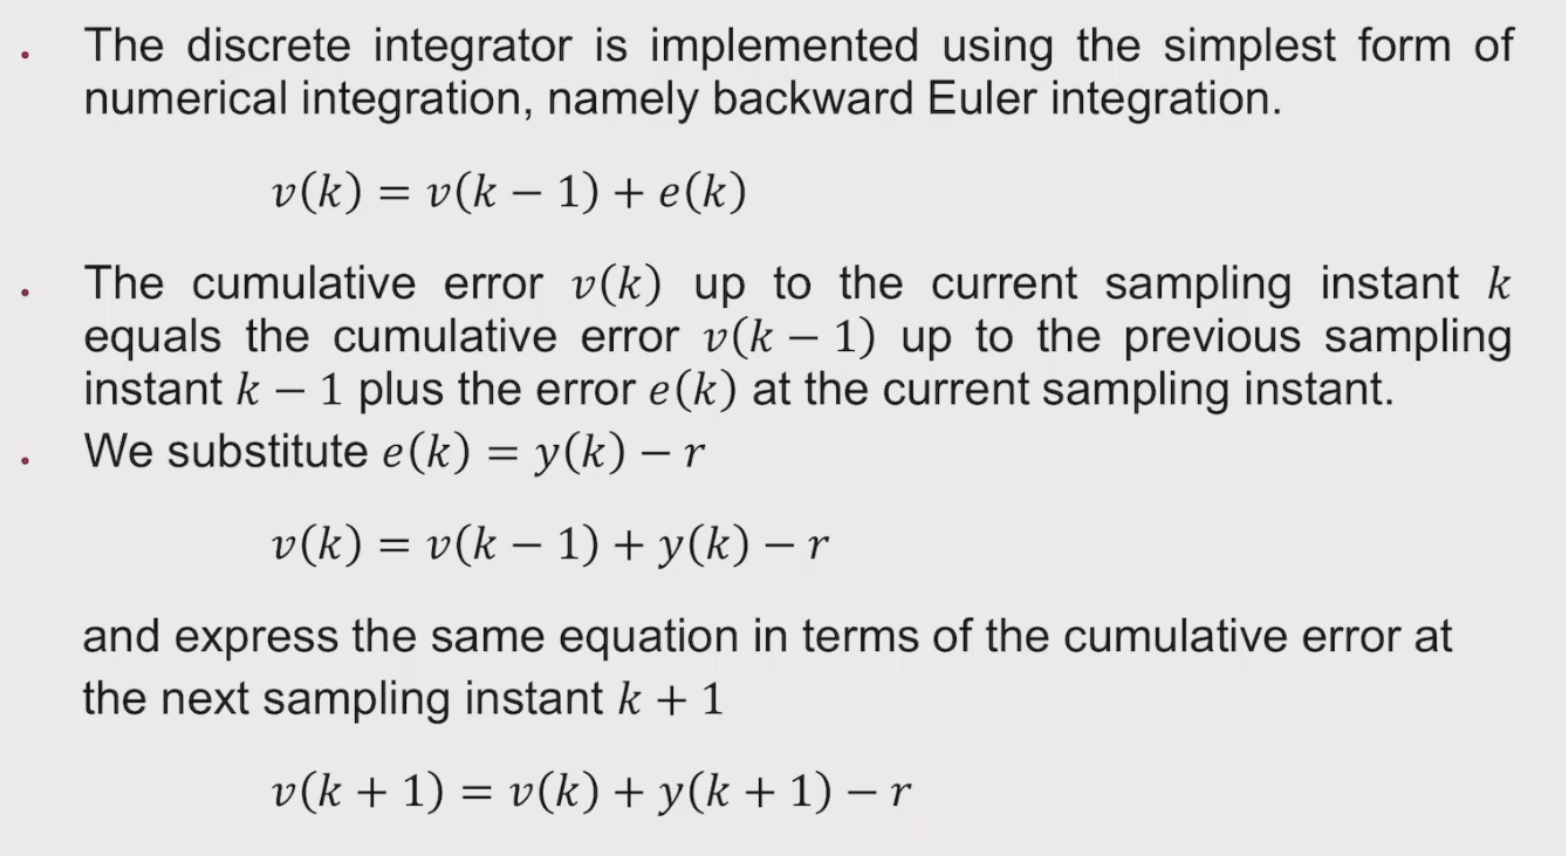 • The discrete integrator is implemented using the simplest form of
numerical integration, namely backward Euler integration.
v(k) = v(k − 1) + e(k)
• The cumulative error v(k) up to the current sampling instant k
equals the cumulative error v(k − 1) up to the previous sampling
instant k − 1 plus the error e(k) at the current sampling instant.
• We substitute e(k) = y(k) − r
v(k) = v(k − 1) + y(k) − r
and express the same equation in terms of the cumulative error at
the next sampling instant k + 1
v(k + 1) = v(k) + y(k + 1) − r